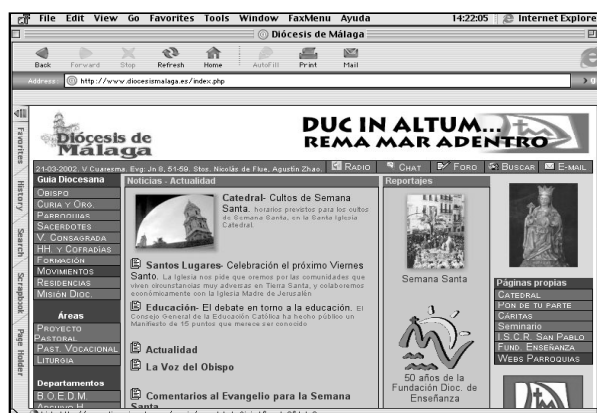 File Edit View Go Favorites Tools Window FaxMenu Ayuda 14:22:05 Internet Explore
Diócesis de Málaga
Back Forward Stop Refresh Home AutoFill Print Mail
Address: http://www.diocesismalaga.es/index.php
Favorites
History
Search
Scrapbook
Page Holder
Diócesis de
Málaga
DUC IN ALTUM...
REMA MAR ADENTRO
21-03-2002. V Cuaresma. Evg: Jn 8, 51-59. Stos. Nicolás de Flue, Agustín Zhao.
RADIO CHAT FORO BUSCAR E-MAIL
Guía Diocesana
OBISPO
CURIA Y ORG.
PARROQUIAS
SACERDOTES
V. CONSAGRADA
HH. Y COFRADÍAS
FORMACIÓN
MOVIMIENTOS
RESIDENCIAS
MISIÓN DIOC.
Áreas
PROYECTO
PASTORAL
PAST. VOCACIONAL
LITURGIA
Departamentos
B.O.E.D.M.
Noticias - Actualidad
Catedral- Cultos de Semana
Santa. horarios previstos para los cultos
de Semana Santa, en la Santa Iglesia
Catedral.
Santos Lugares- Celebración el próximo Viernes
Santo. La Iglesia nos pide que oremos por las comunidades que
viven circunstancias muy adversas en Tierra Santa, y colaboremos
económicamente con la Iglesia Madre de Jerusalén
Educación- El debate en torno a la educación. El
Consejo General de la Educación Católica ha hecho público un
Manifiesto de 15 puntos que merece ser conocido
Actualidad
La Voz del Obispo
Comentarios al Evangelio para la Semana
Santa
Reportajes
Semana Santa
50 años de la
Fundación Dioc. de
Enseñanza
Páginas propias
CATEDRAL
PON DE TU PARTE
CÁRITAS
Seminario
I.S.C.R. SAN PABLO
FUND. ENSEÑANZA
WEBS PARROQUIAS